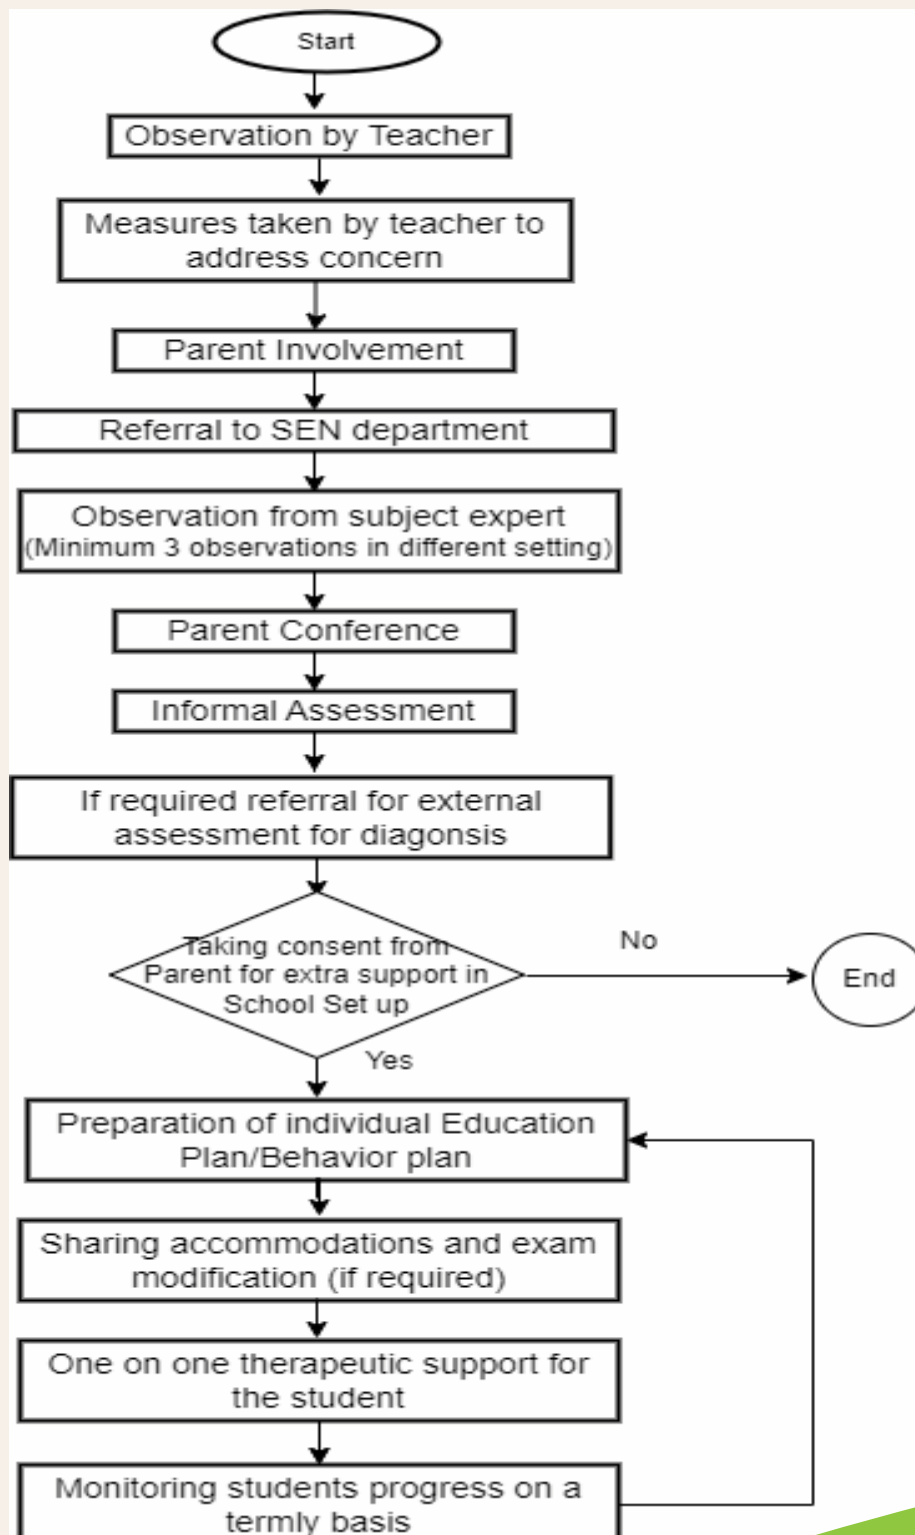 Start
Observation by Teacher
Measures taken by teacher to
address concern
Parent Involvement
Referral to SEN department
Observation from subject expert
(Minimum 3 observations in different setting)
Parent Conference
Informal Assessment
If required referral for external
assessment for diagonsis
Taking consent from
Parent for extra support in
School Set up
No
End
Yes
Preparation of individual Education
Plan/Behavior plan
Sharing accommodations and exam
modification (if required)
One on one therapeutic support for
the student
Monitoring students progress on a
termly basis